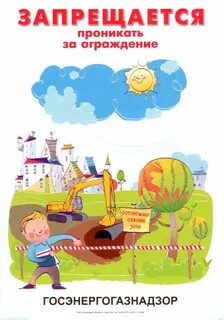 ЗАПРЕЩАЕТСЯ
проникать
за ограждение
ОСТОРОЖНО
ОПАСНАЯ
ЗОНА
ГОСЭНЕРГОГАЗНАДЗОР